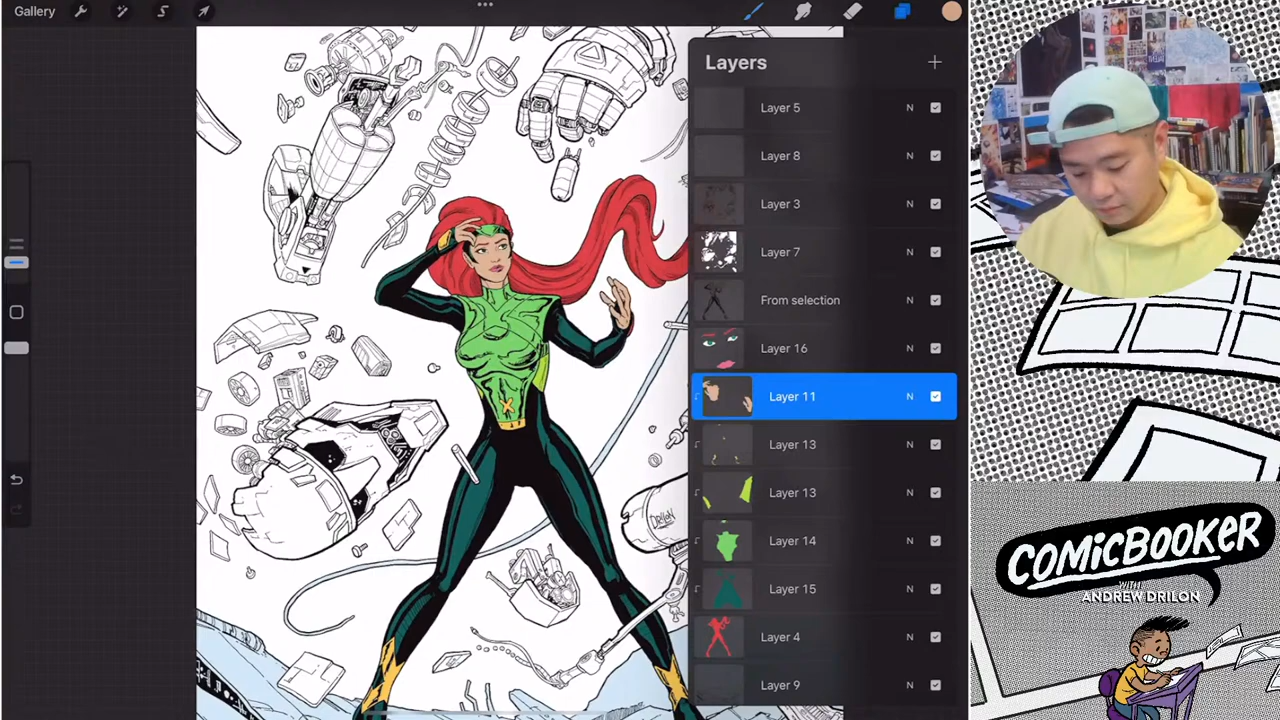 Gallery
Layers
Layer 5 N
Layer 8 N
Layer 3 N
Layer 7 N
From selection N
Layer 16 N
Layer 11 N
Layer 13 N
Layer 13 N
Layer 14 N
Layer 15 N
Layer 4 N
Layer 9 N
DRILON
COMICBOOKER
WITH
ANDREW DRILON